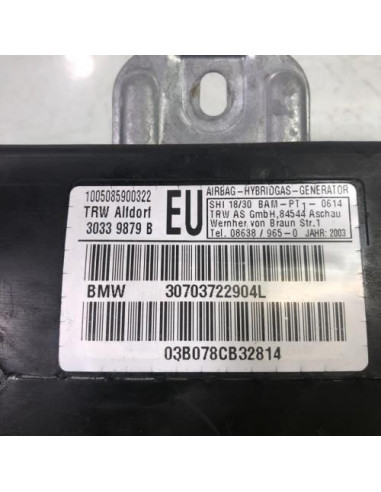 1005085900322
TRW Alfdorf
3033 9879 B
EU
AIRBAG-HYBRIDGAS-GENERATOR
SHI 18/30 BAM-PT1-0614
TRW AS GmbH,84544 Aschau
Wernher von Braun Str.1
Tel. 08638/965-0 JAHR: 2003
BMW 30703722904L
03B078CB32814